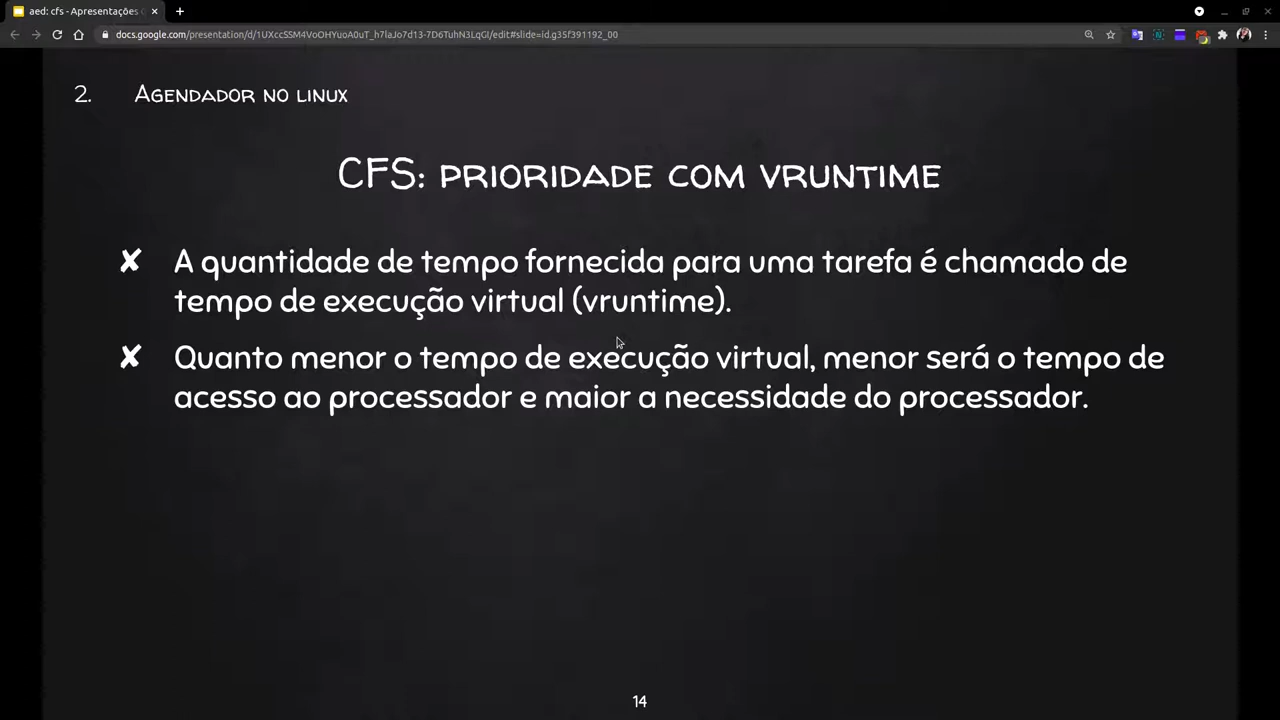 aed: cfs - Apresentações
docs.google.com/presentation/d/1UXccSSM4VoOHYuoA0uT_h7laJo7d13-7D6TuhN3LqGI/edit#slide=id.g35f391192_00
2. Agendador no linux
CFS: prioridade com vruntime
✘ A quantidade de tempo fornecida para uma tarefa é chamado de
tempo de execução virtual (vruntime).
✘ Quanto menor o tempo de execução virtual, menor será o tempo de
acesso ao processador e maior a necessidade do processador.
14